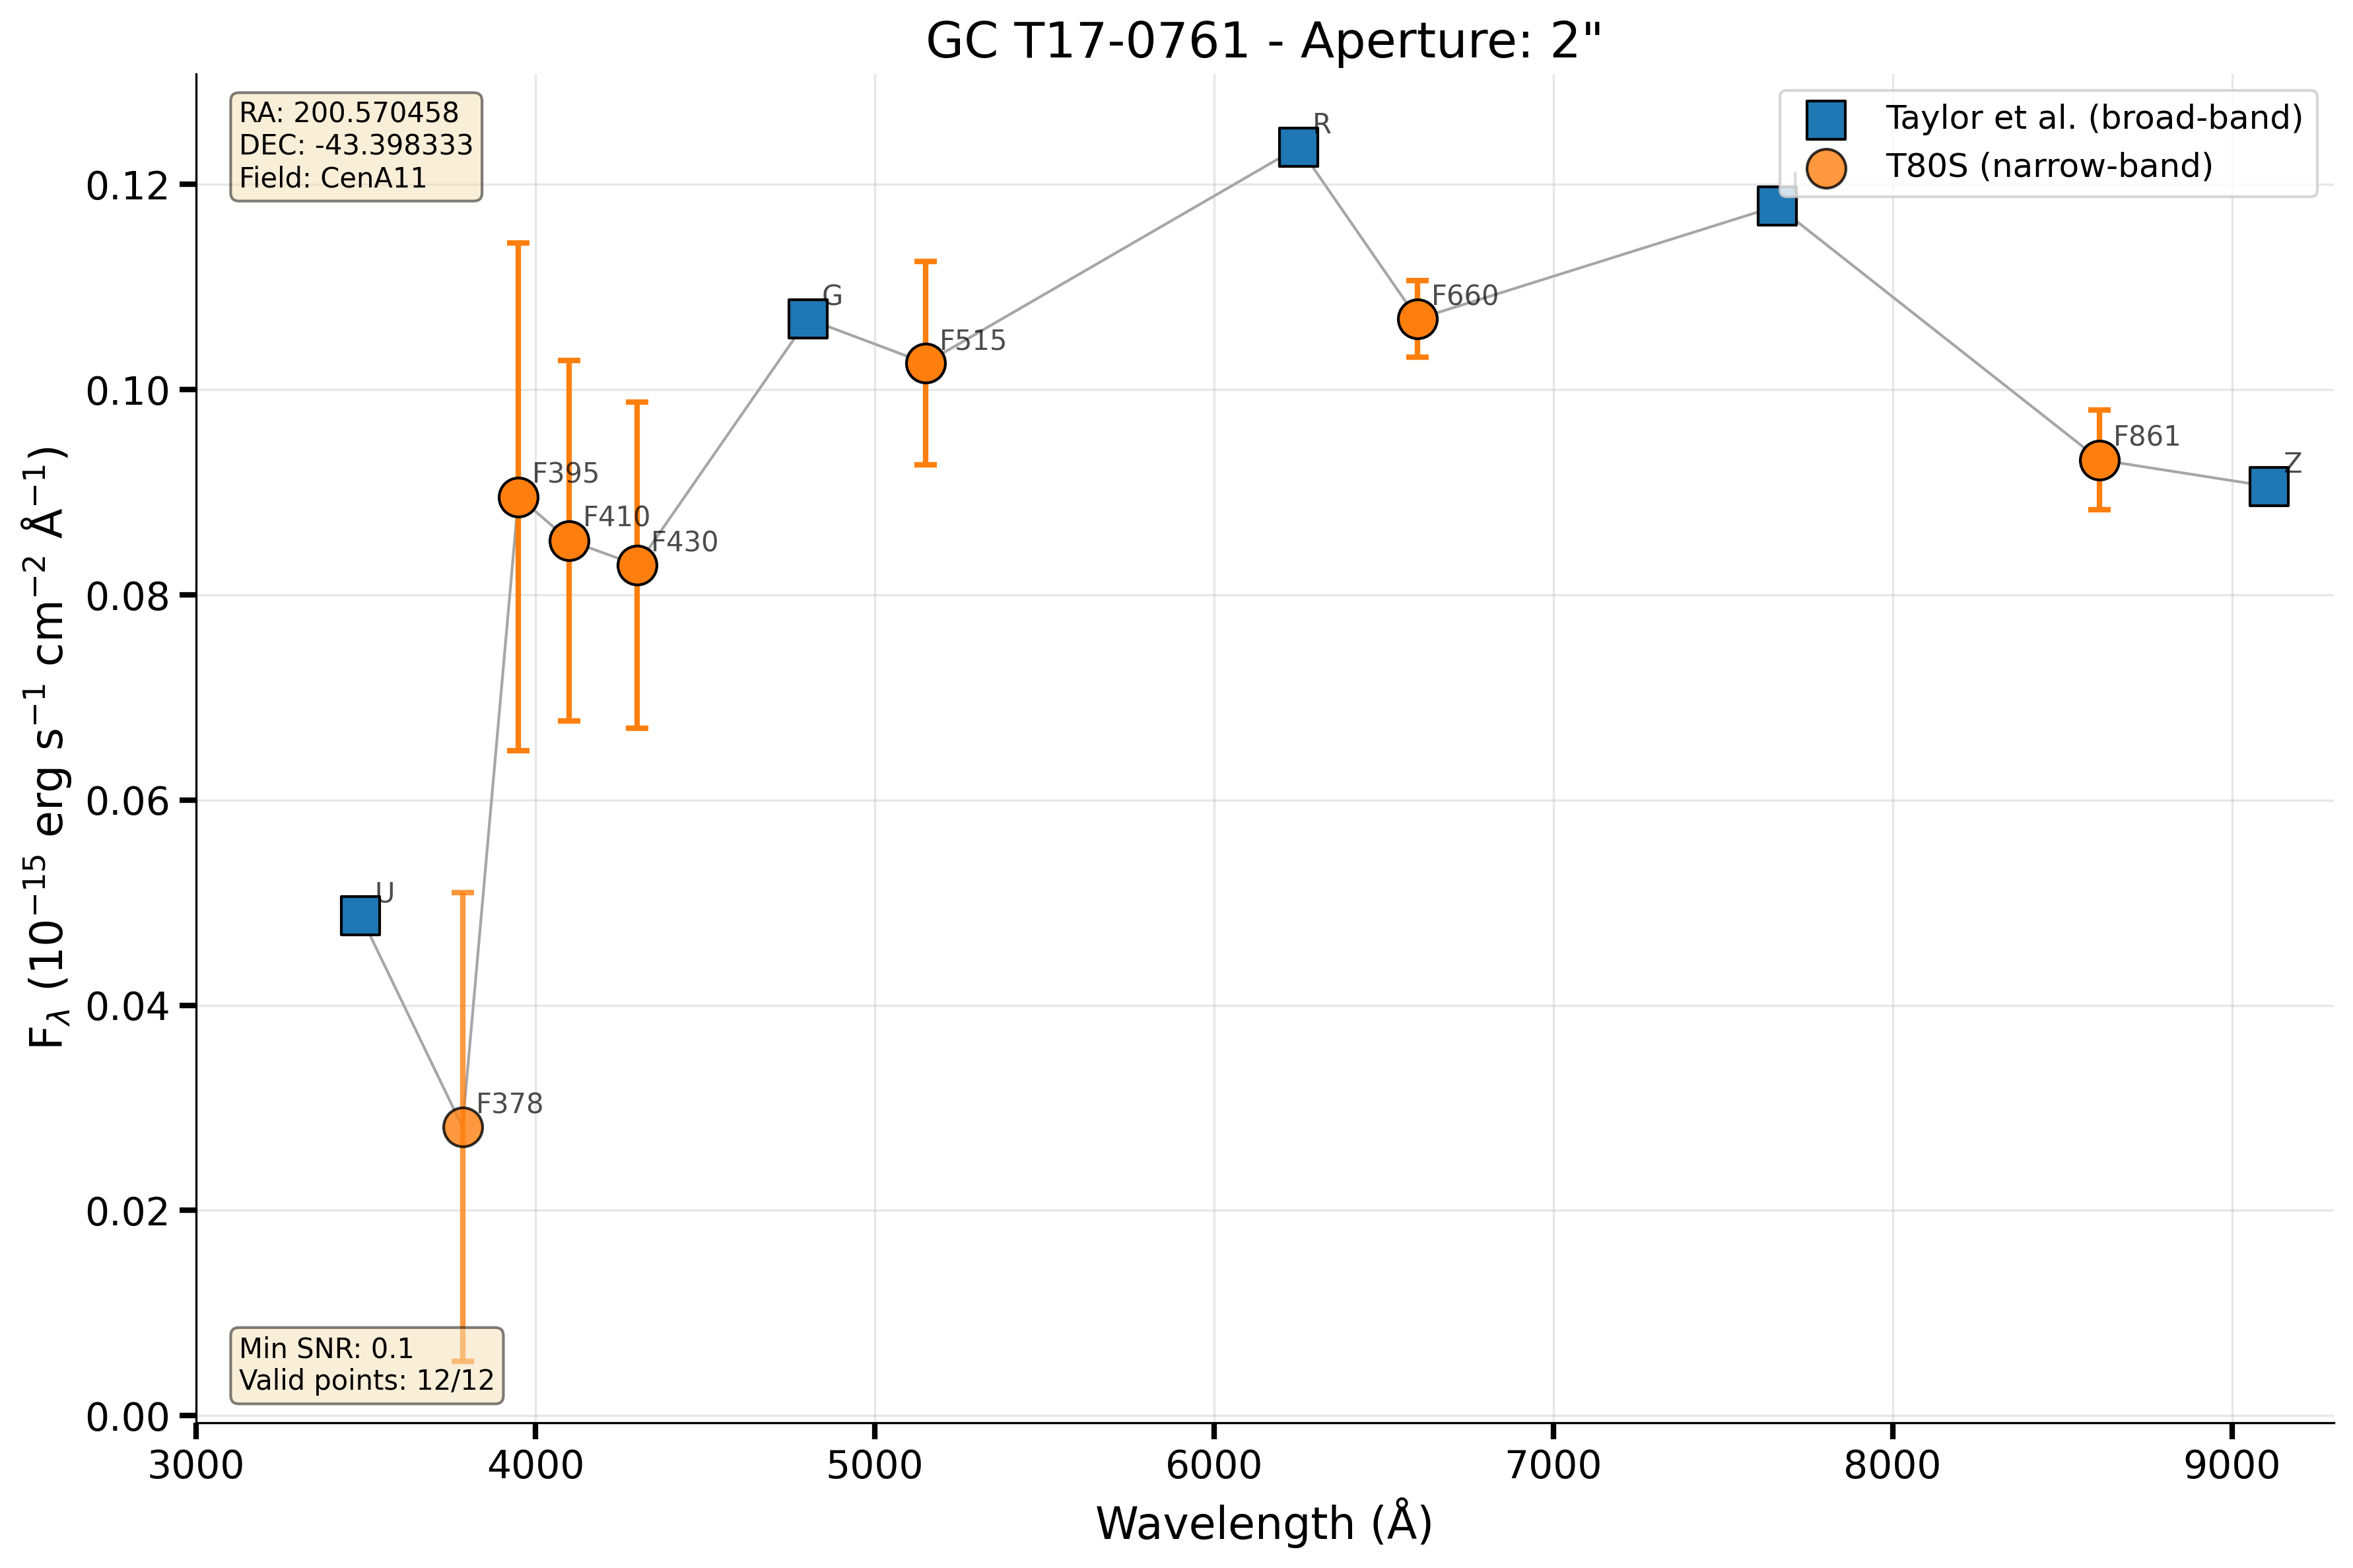 GC T17-0761 - Aperture: 2"
RA: 200.570458
DEC: -43.398333
Field: CenA11
Taylor et al. (broad-band)
T80S (narrow-band)
R
G
F515
F660
F395
F410
F430
F861
Z
U
F378
Min SNR: 0.1
Valid points: 12/12
0.12
0.10
0.08
0.06
0.04
0.02
0.00
F$_{λ}$ (10$^{−15}$ erg s$^{−1}$ cm$^{−2}$ Å$^{−1}$)
3000 4000 5000 6000 7000 8000 9000
Wavelength (Å)